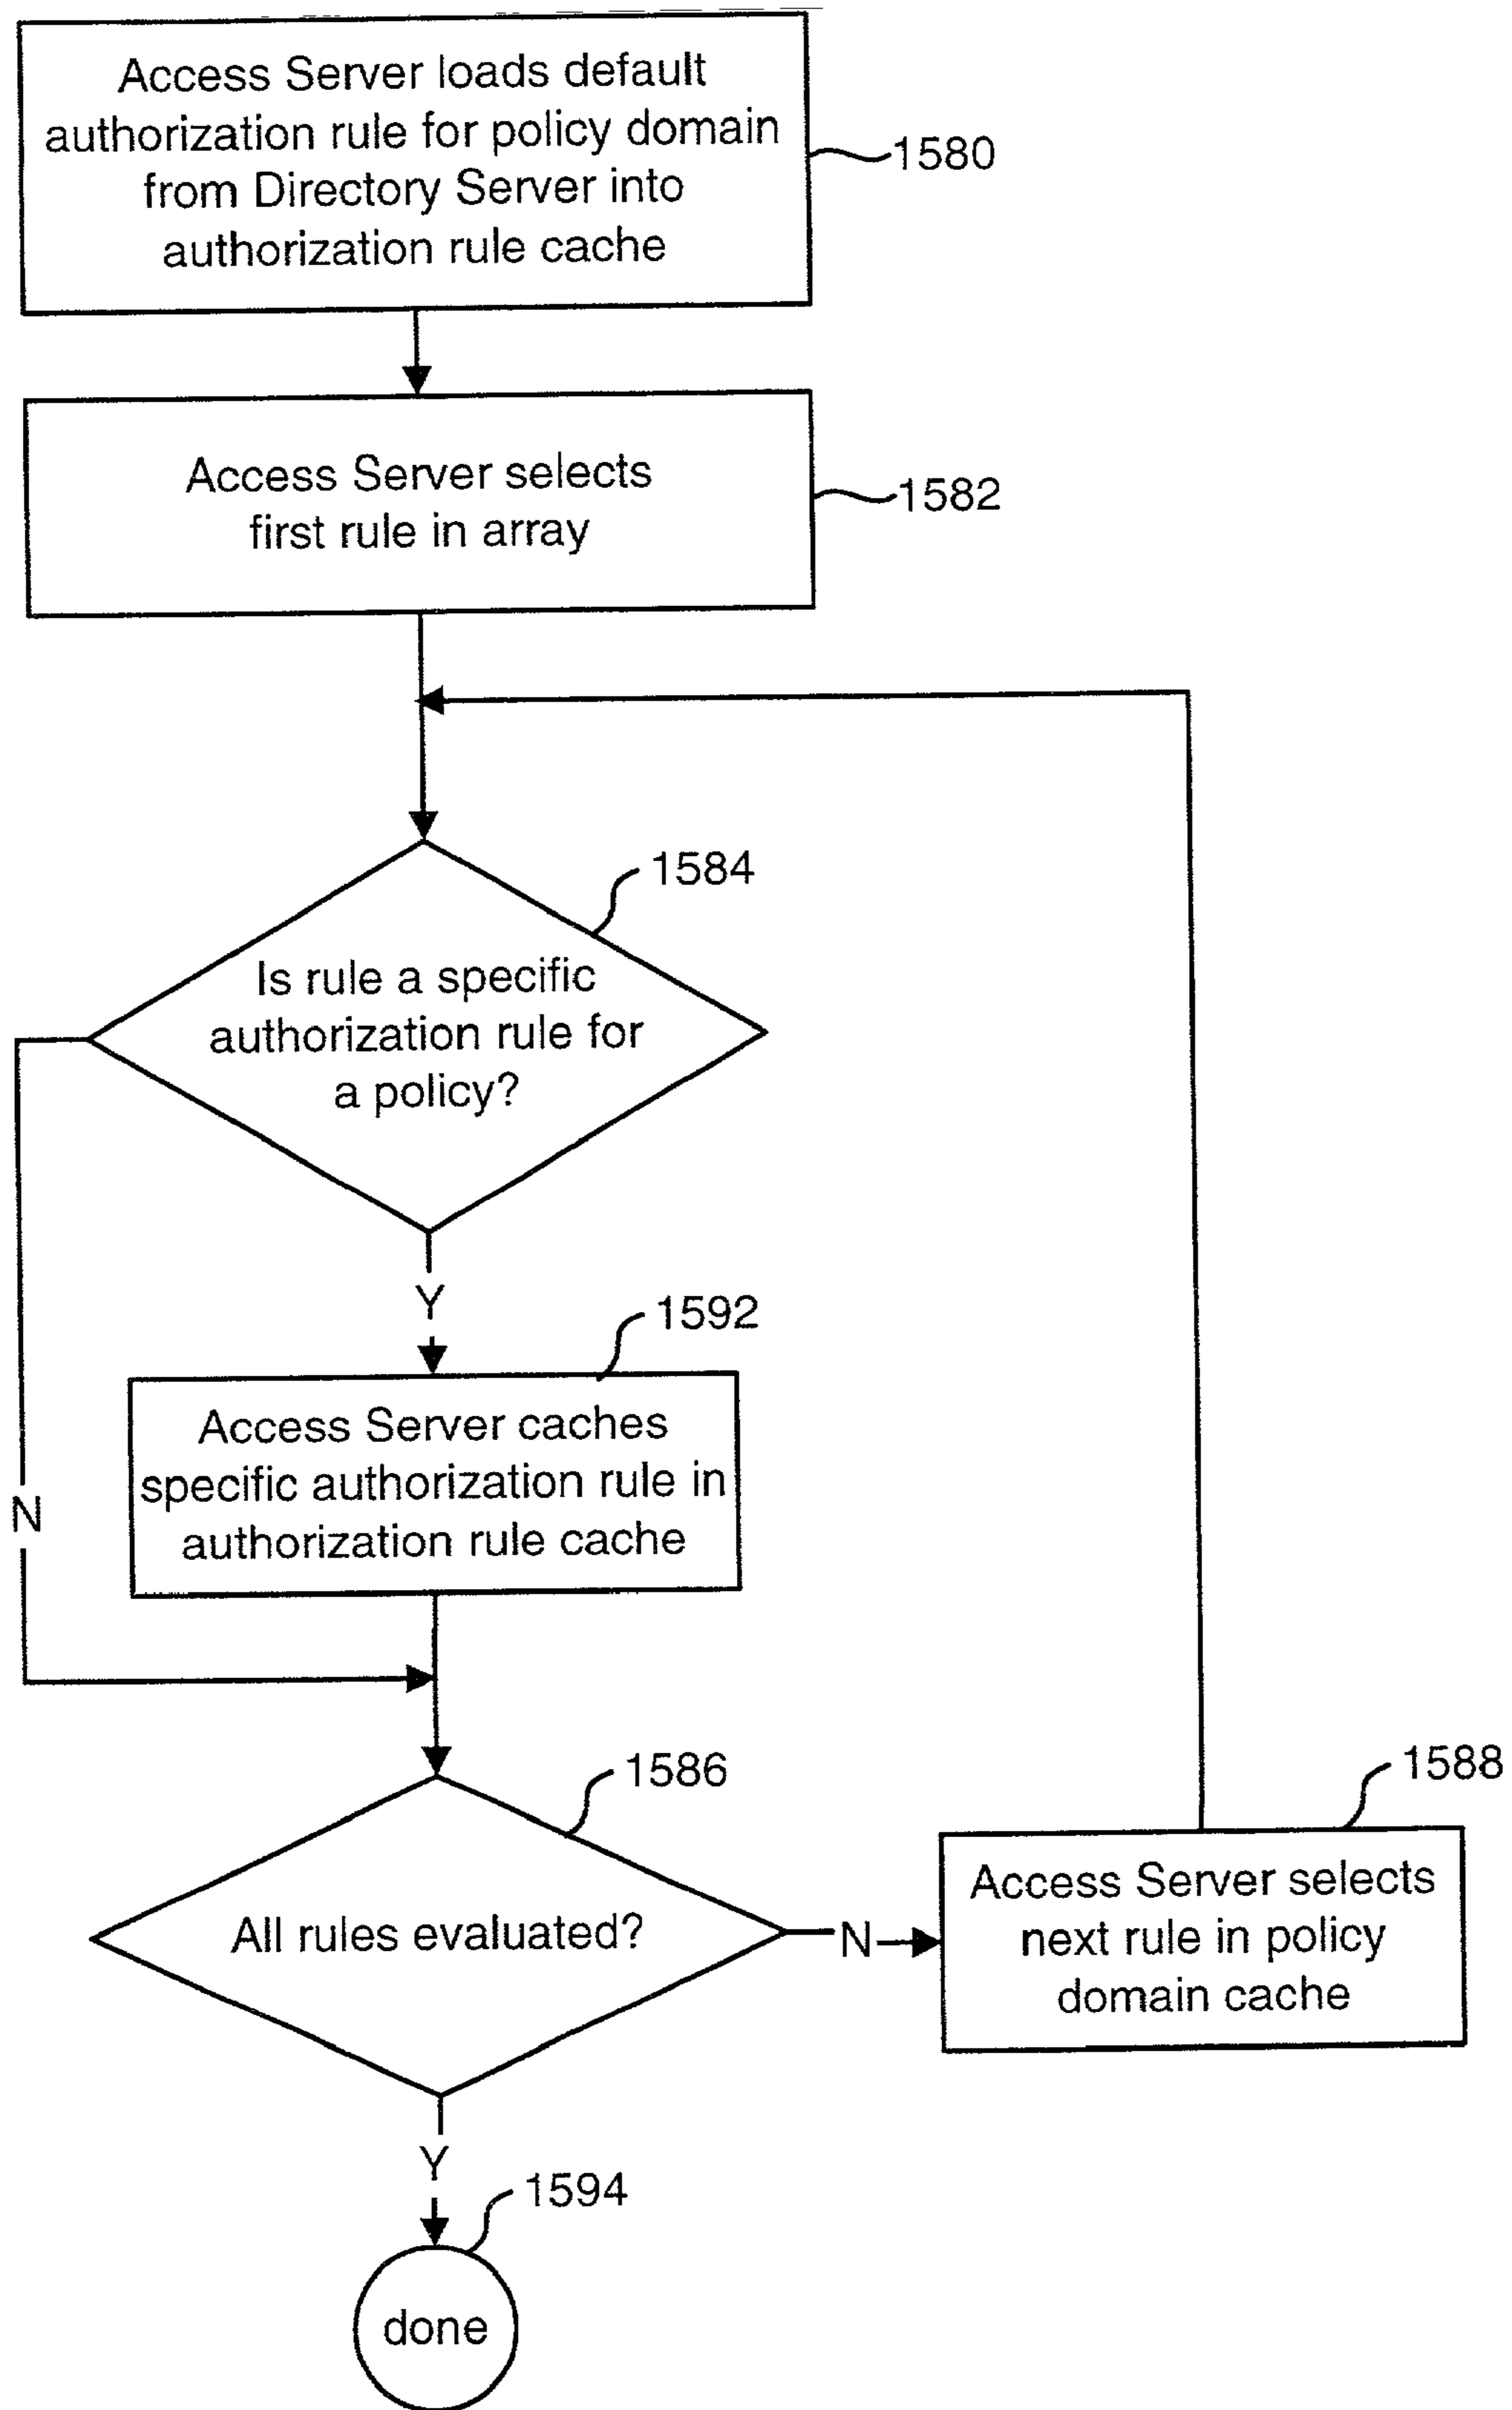 Access Server loads default
authorization rule for policy domain
from Directory Server into
authorization rule cache
1580
Access Server selects
first rule in array
1582
1584
Is rule a specific
authorization rule for
a policy?
Y
1592
Access Server caches
specific authorization rule in
authorization rule cache
N
1586
All rules evaluated?
N
1588
Access Server selects
next rule in policy
domain cache
Y
1594
done